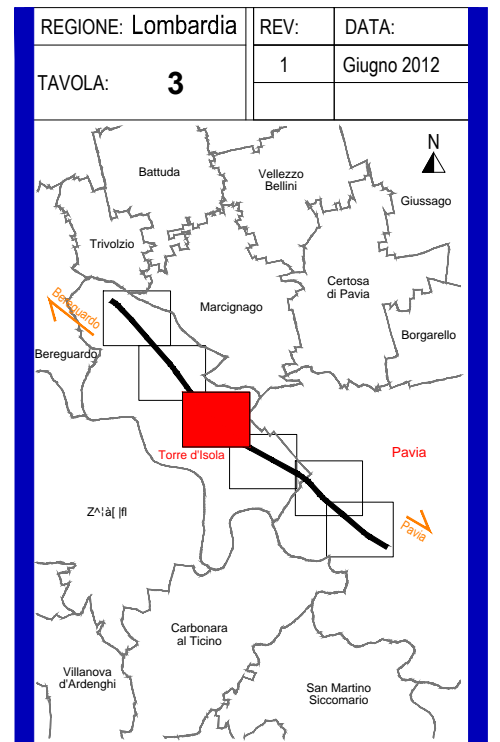 REGIONE: Lombardia
REV:
DATA:
TAVOLA: 3
1
Giugno 2012
N
Battuda
Vellezzo
Bellini
Giussago
Trivolzio
Certosa
di Pavia
Bereguardo
Marcignago
Borgarello
Bereguardo
Torre d'Isola
Pavia
Z^¦à[ |fl
Pavia
Carbonara
al Ticino
Villanova
d'Ardenghi
San Martino
Siccomario